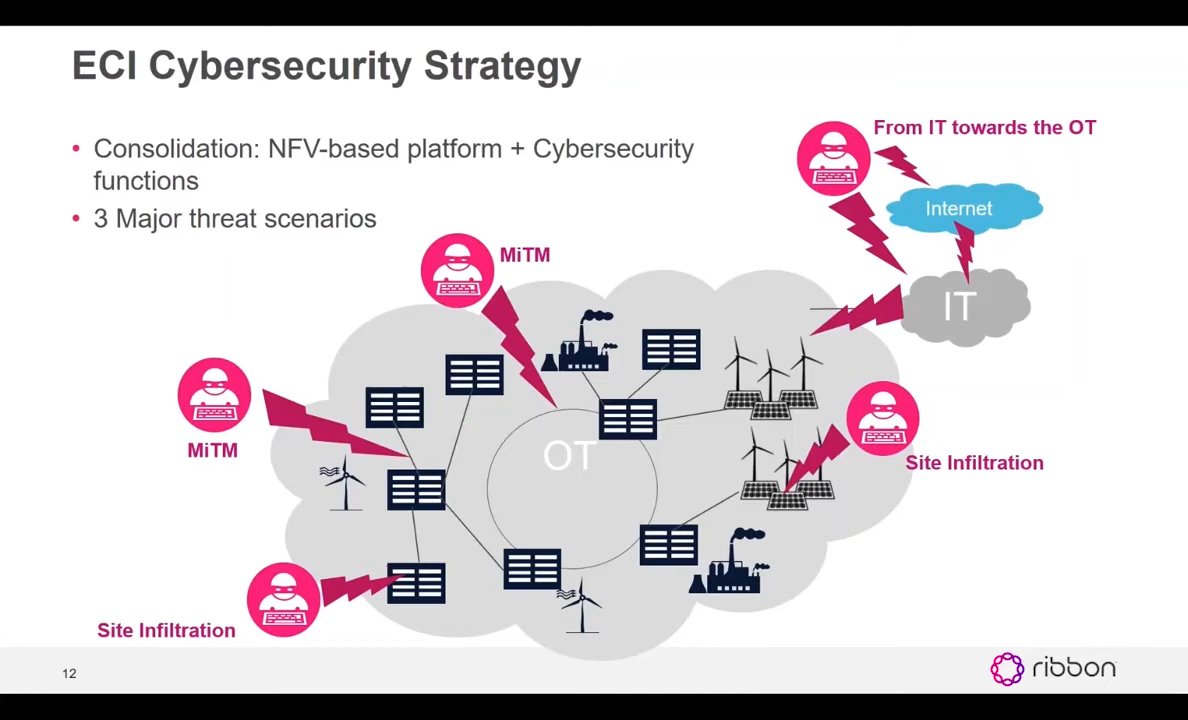 ECI Cybersecurity Strategy
• Consolidation: NFV-based platform + Cybersecurity
functions
• 3 Major threat scenarios
From IT towards the OT
Internet
MiTM
IT
MiTM
OT
Site Infiltration
Site Infiltration
12
ribbon